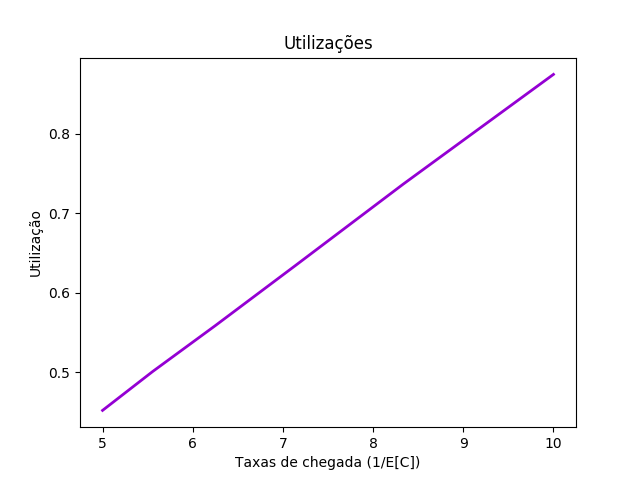 Utilizações
Utilização
0.8
0.7
0.6
0.5
5 6 7 8 9 10
Taxas de chegada (1/E[C])